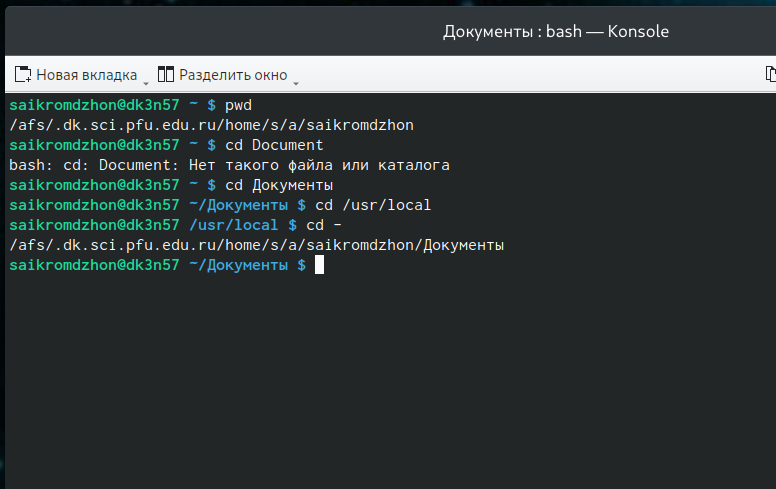 Документы : bash — Konsole
Новая вкладка Разделить окно
saikromdzhon@dk3n57 ~ $ pwd
/afs/.dk.sci.pfu.edu.ru/home/s/a/saikromdzhon
saikromdzhon@dk3n57 ~ $ cd Document
bash: cd: Document: Нет такого файла или каталога
saikromdzhon@dk3n57 ~ $ cd Документы
saikromdzhon@dk3n57 ~/Документы $ cd /usr/local
saikromdzhon@dk3n57 /usr/local $ cd -
/afs/.dk.sci.pfu.edu.ru/home/s/a/saikromdzhon/Документы
saikromdzhon@dk3n57 ~/Документы $